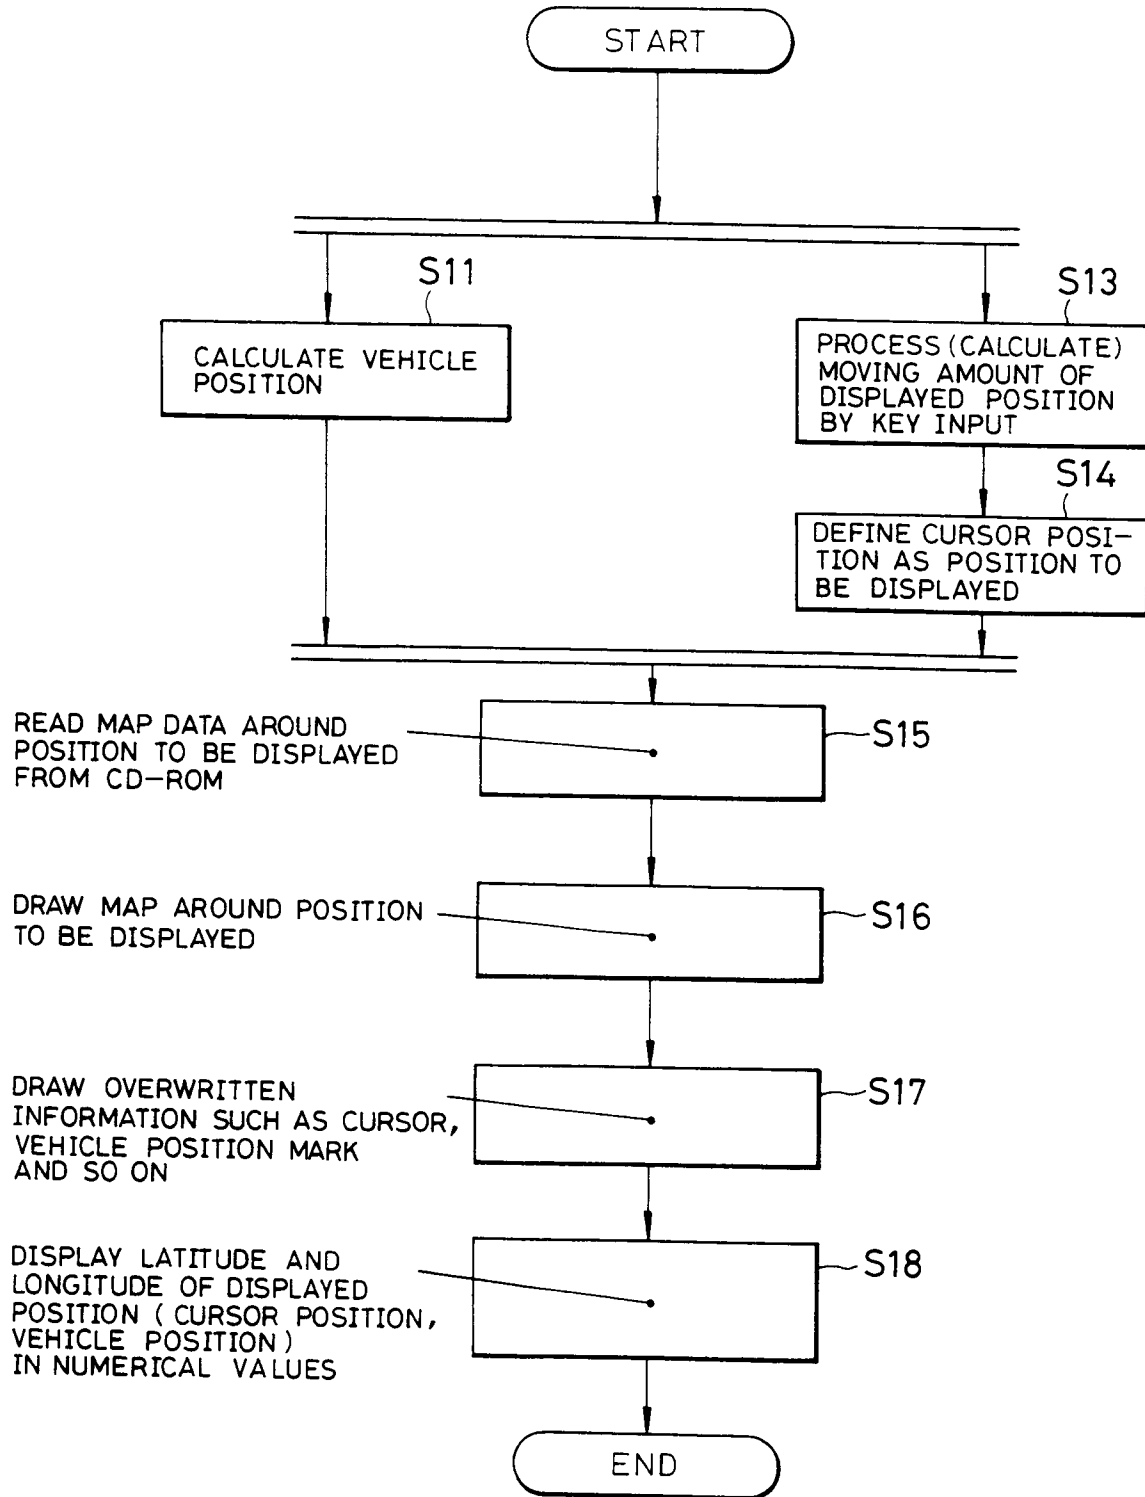 START
S11
CALCULATE VEHICLE
POSITION
S13
PROCESS (CALCULATE)
MOVING AMOUNT OF
DISPLAYED POSITION
BY KEY INPUT
S14
DEFINE CURSOR POSI-
TION AS POSITION TO
BE DISPLAYED
READ MAP DATA AROUND
POSITION TO BE DISPLAYED
FROM CD-ROM
S15
DRAW MAP AROUND POSITION
TO BE DISPLAYED
S16
DRAW OVERWRITTEN
INFORMATION SUCH AS CURSOR,
VEHICLE POSITION MARK
AND SO ON
S17
DISPLAY LATITUDE AND
LONGITUDE OF DISPLAYED
POSITION (CURSOR POSITION,
VEHICLE POSITION)
IN NUMERICAL VALUES
S18
END